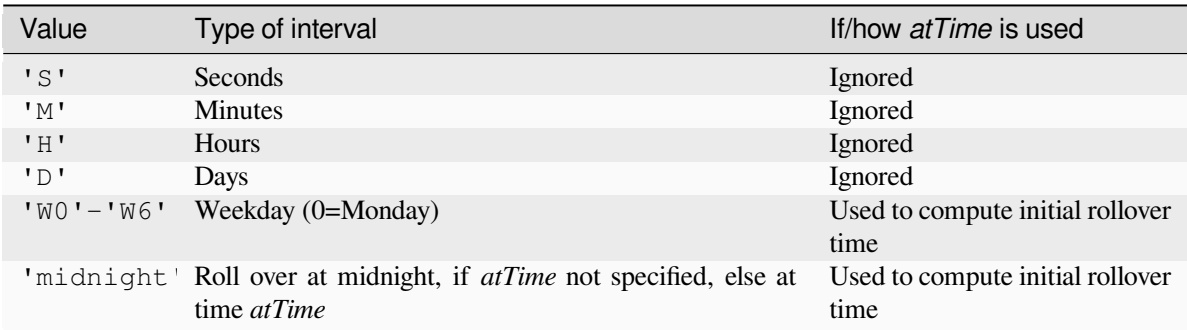 Value Type of interval If/how atTime is used
'S' Seconds Ignored
'M' Minutes Ignored
'H' Hours Ignored
'D' Days Ignored
'W0'-'W6' Weekday (0=Monday) Used to compute initial rollover
time
'midnight' Roll over at midnight, if atTime not specified, else at Used to compute initial rollover
time atTime time